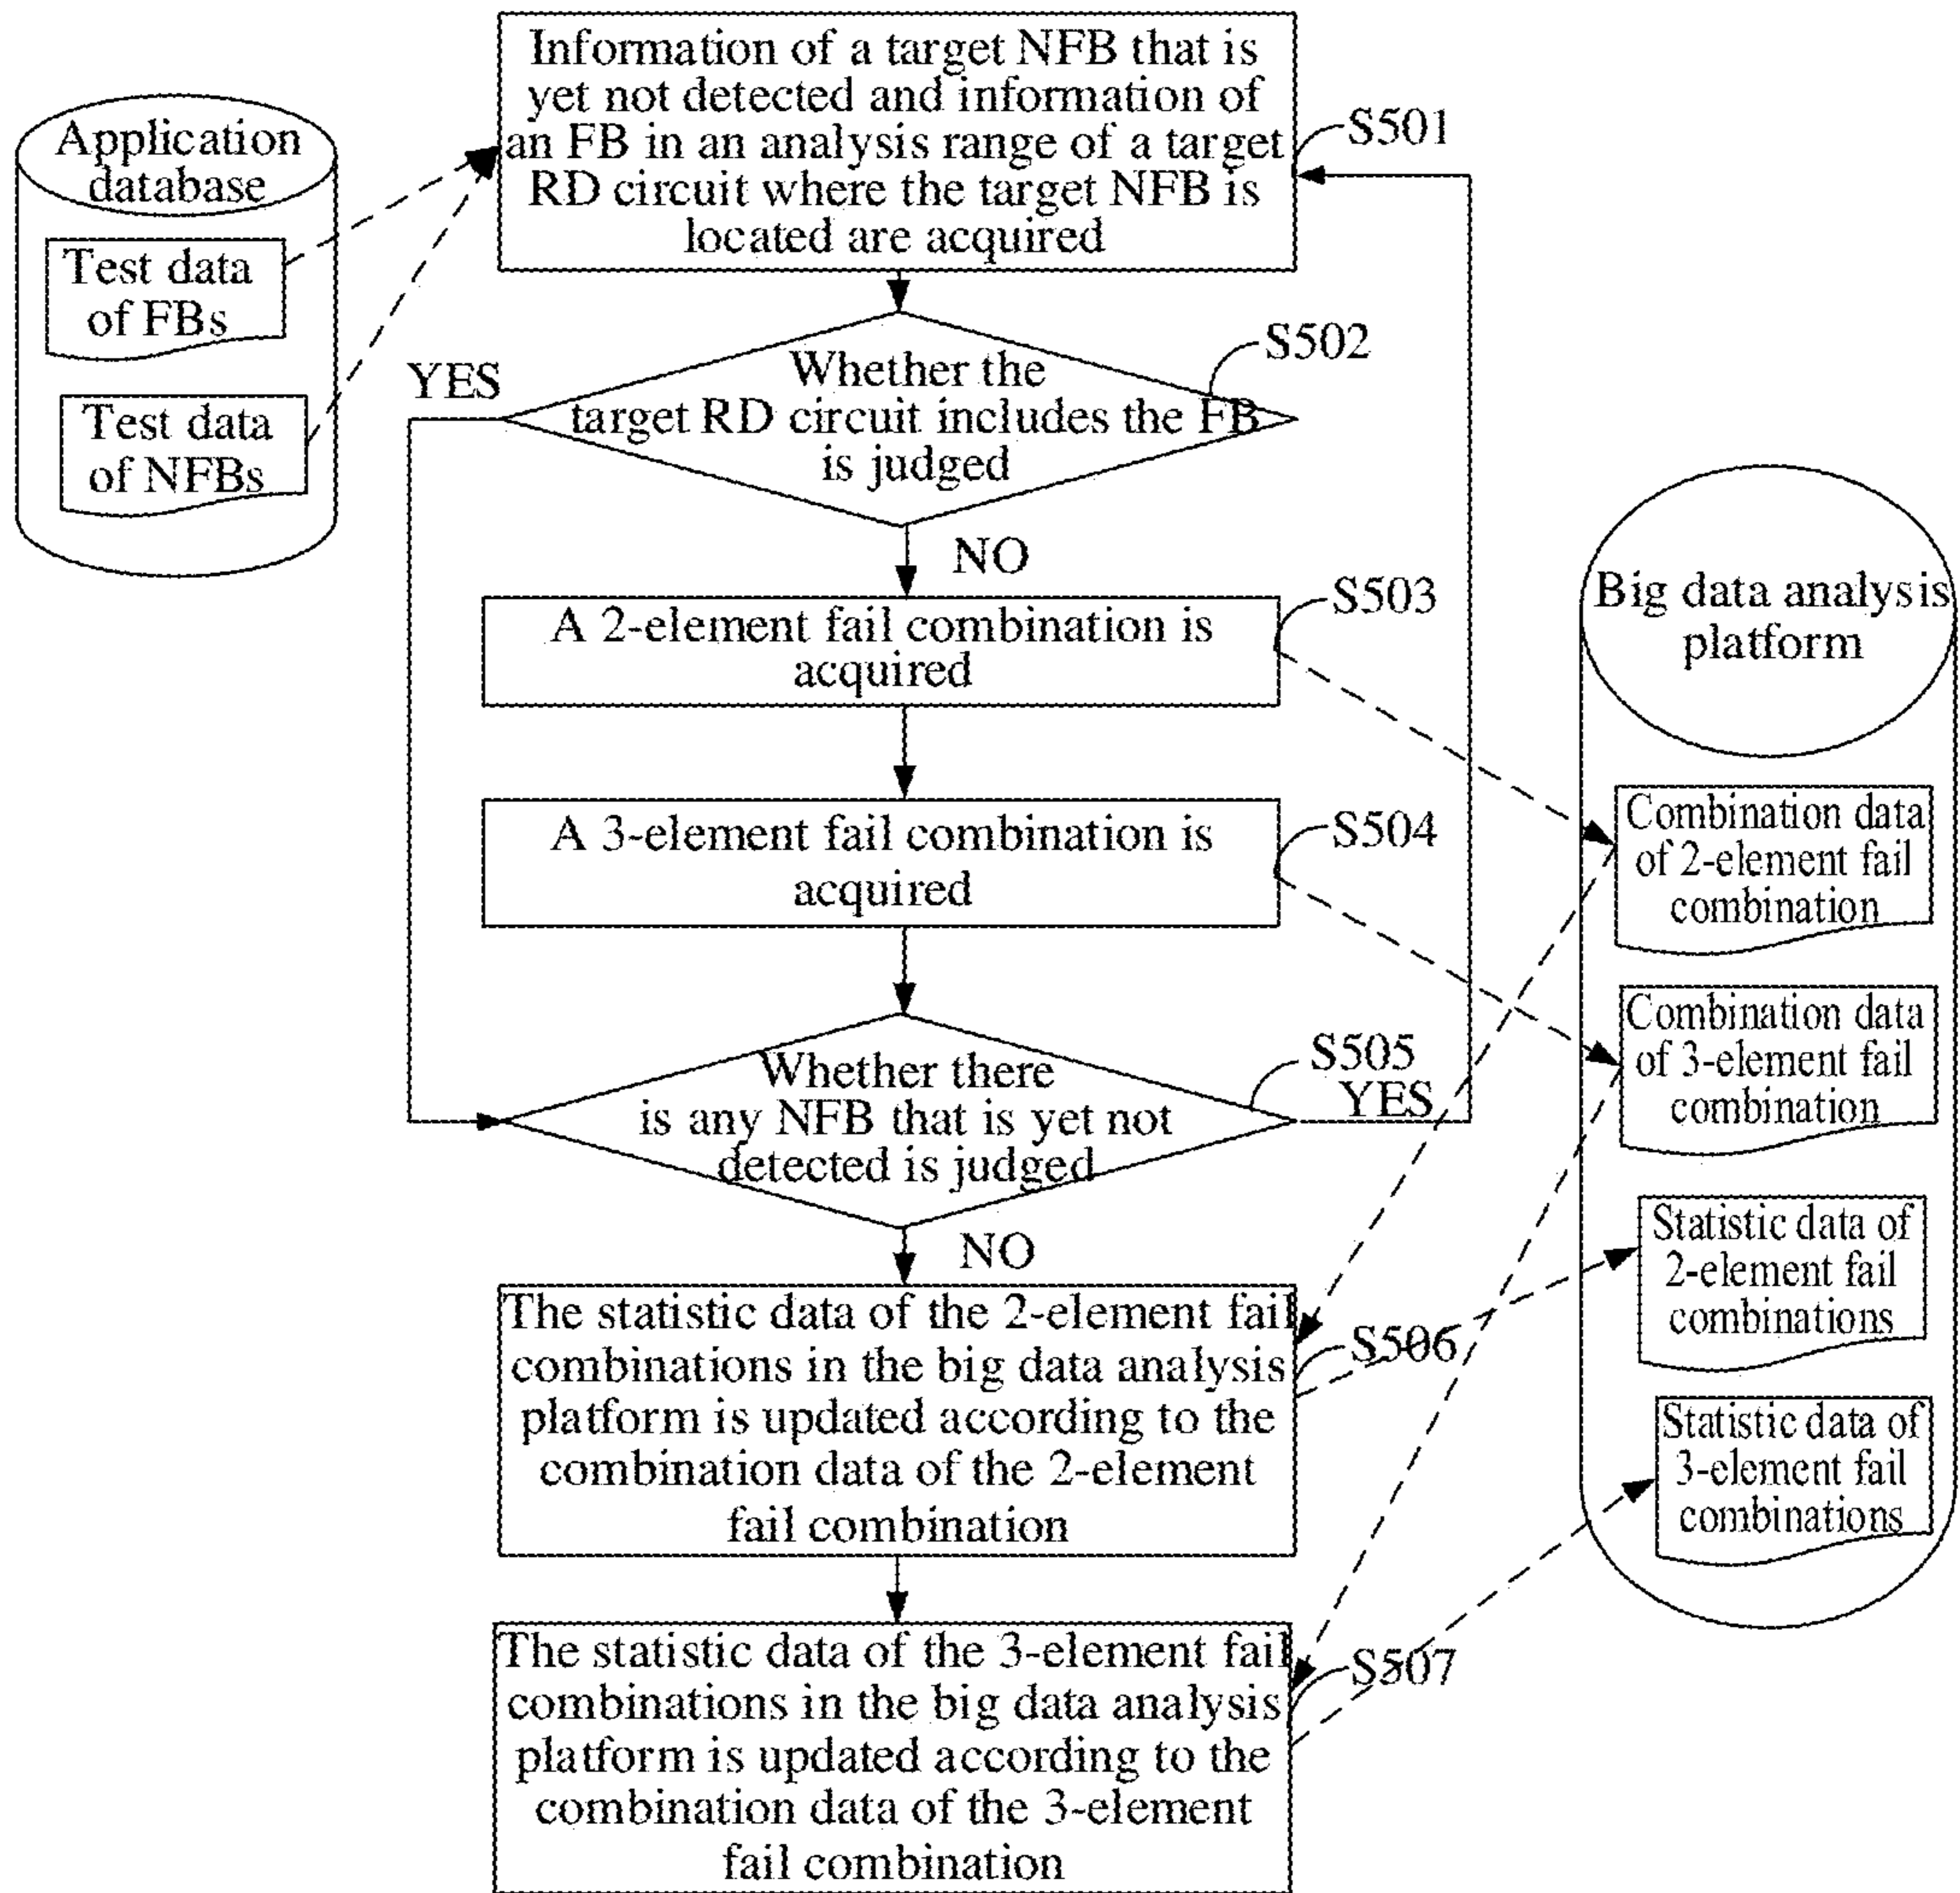 Information of a target NFB that is
yet not detected and information of
an FB in an analysis range of a target
RD circuit where the target NFB is
located are acquired
S501
Application
database
Test data
of FBs
Test data
of NFBs
S502
YES
Whether the
target RD circuit includes the FB
is judged
NO
A 2-element fail combination is
acquired
S503
A 3-element fail combination is
acquired
S504
Whether there
is any NFB that is yet not
detected is judged
S505
YES
NO
The statistic data of the 2-element fail
combinations in the big data analysis
platform is updated according to the
combination data of the 2-element
fail combination
S506
The statistic data of the 3-element fail
combinations in the big data analysis
platform is updated according to the
combination data of the 3-element
fail combination
S507
Big data analysis
platform
Combination data
of 2-element fail
combination
Combination data
of 3-element fail
combination
Statistic data of
2-element fail
combinations
Statistic data of
3-element fail
combinations